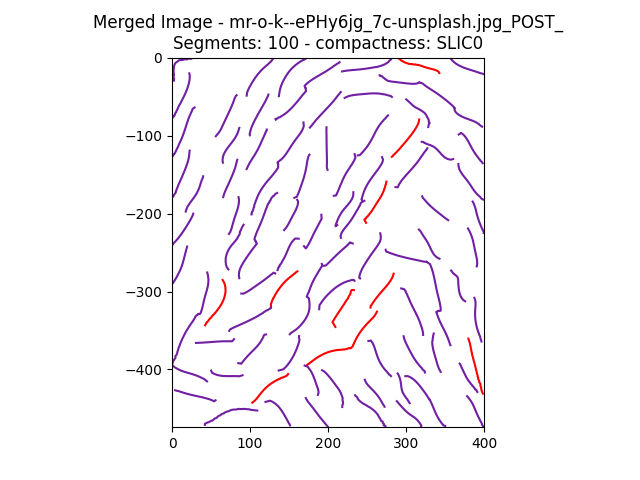 Merged Image - mr-o-k--ePHy6jg_7c-unsplash.jpg_POST_
Segments: 100 - compactness: SLIC0
0
−100
−200
−300
−400
0 100 200 300 400